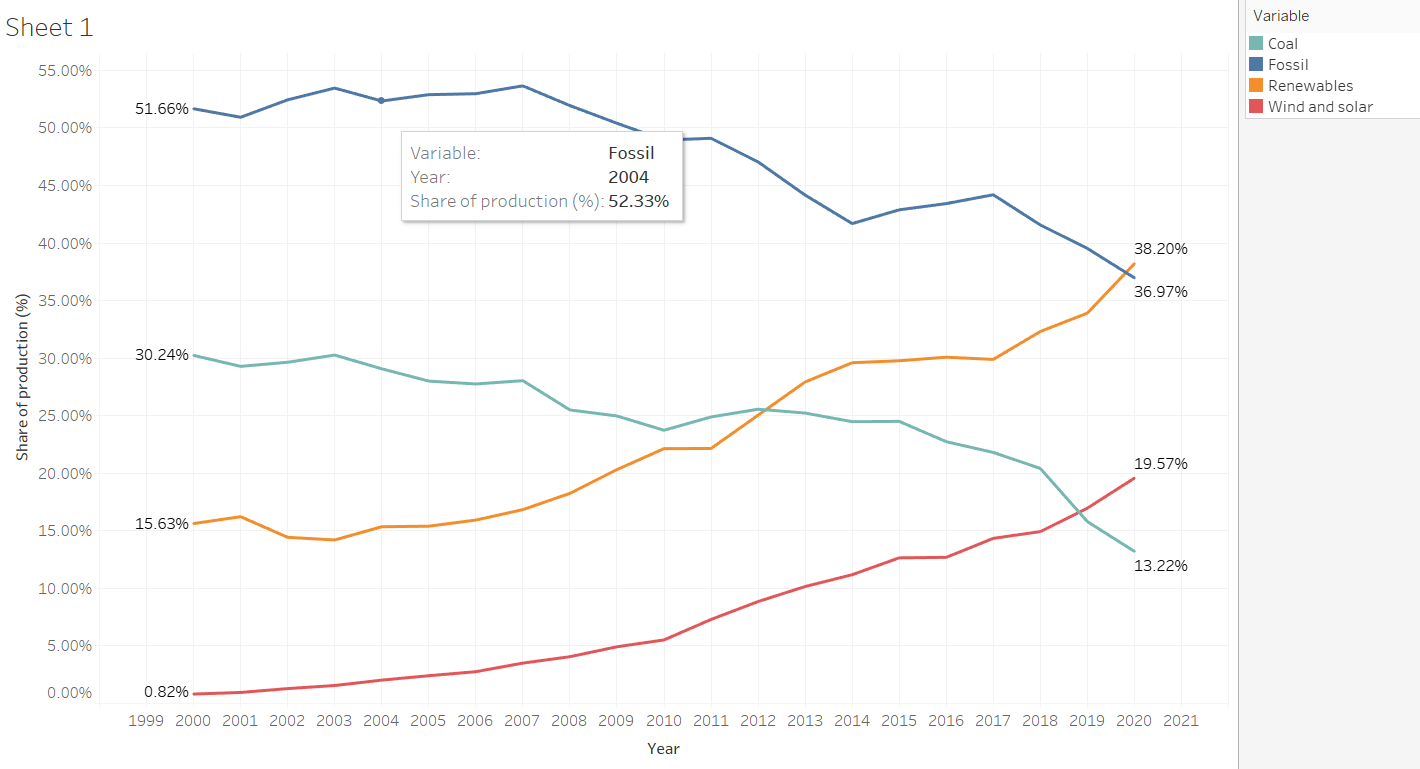 Sheet 1
Variable
Coal
Fossil
Renewables
Wind and solar
55.00%
50.00%
45.00%
40.00%
35.00%
30.00%
25.00%
20.00%
15.00%
10.00%
5.00%
0.00%
Share of production (%)
51.66%
30.24%
15.63%
0.82%
Variable: Fossil
Year: 2004
Share of production (%): 52.33%
38.20%
36.97%
19.57%
13.22%
1999 2000 2001 2002 2003 2004 2005 2006 2007 2008 2009 2010 2011 2012 2013 2014 2015 2016 2017 2018 2019 2020 2021
Year